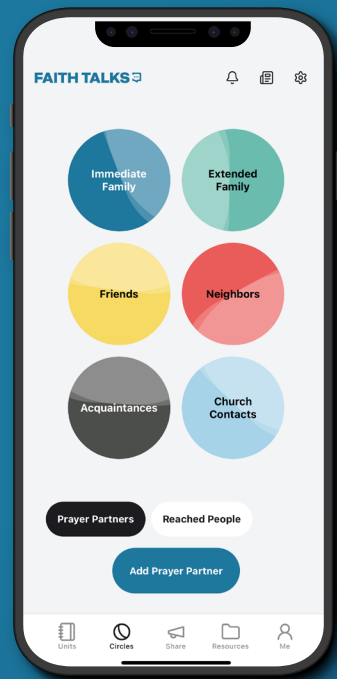 FAITH TALKS
Immediate
Family
Extended
Family
Friends
Neighbors
Acquaintances
Church
Contacts
Prayer Partners
Reached People
Add Prayer Partner
Units
Circles
Share
Resources
Me